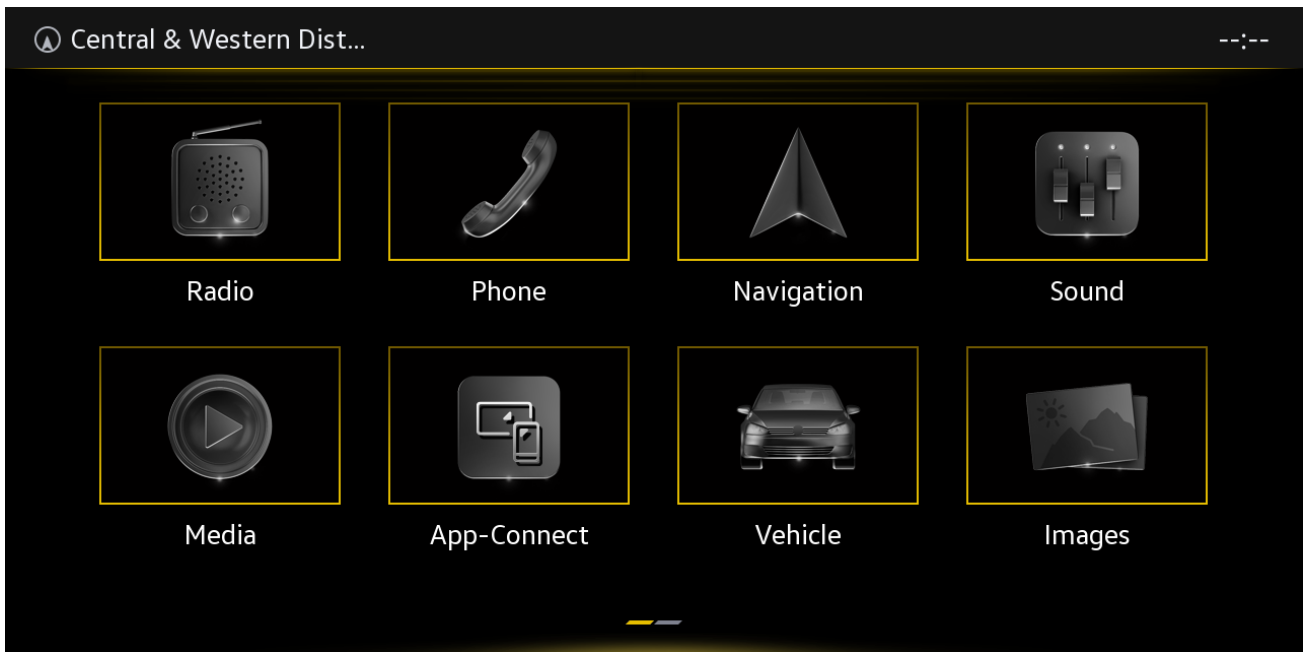 Central & Western Dist...
--:--
Radio
Phone
Navigation
Sound
Media
App-Connect
Vehicle
Images